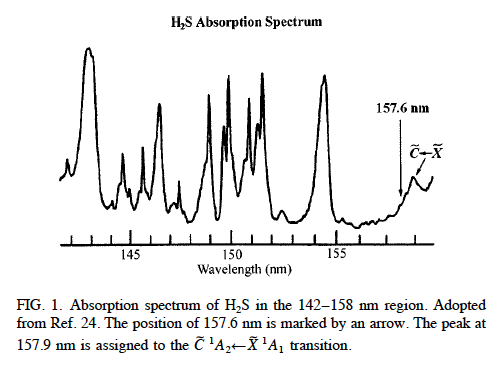 H₂S Absorption Spectrum
157.6 nm
C̃←X̃
145 150 155
Wavelength (nm)
FIG. 1. Absorption spectrum of H₂S in the 142–158 nm region. Adopted
from Ref. 24. The position of 157.6 nm is marked by an arrow. The peak at
157.9 nm is assigned to the C̃ ¹A₂←X̃ ¹A₁ transition.